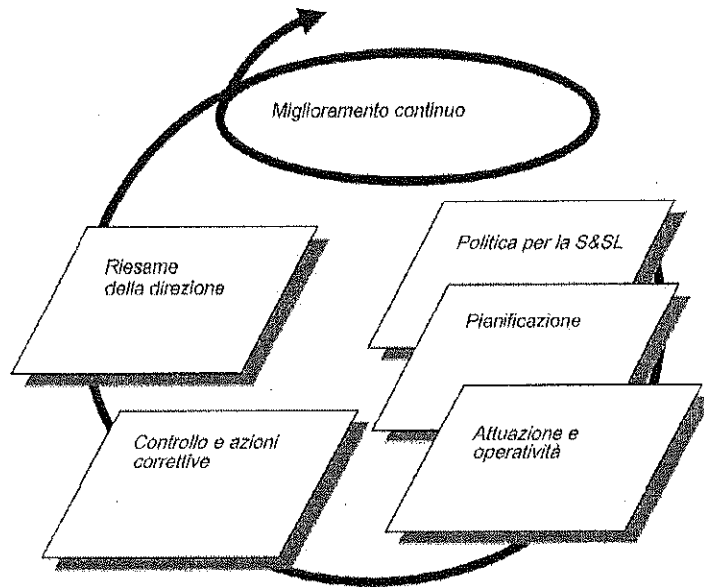 Miglioramento continuo
Politica per la S&SL
Pianificazione
Attuazione e
operatività
Controllo e azioni
correttive
Riesame
della direzione